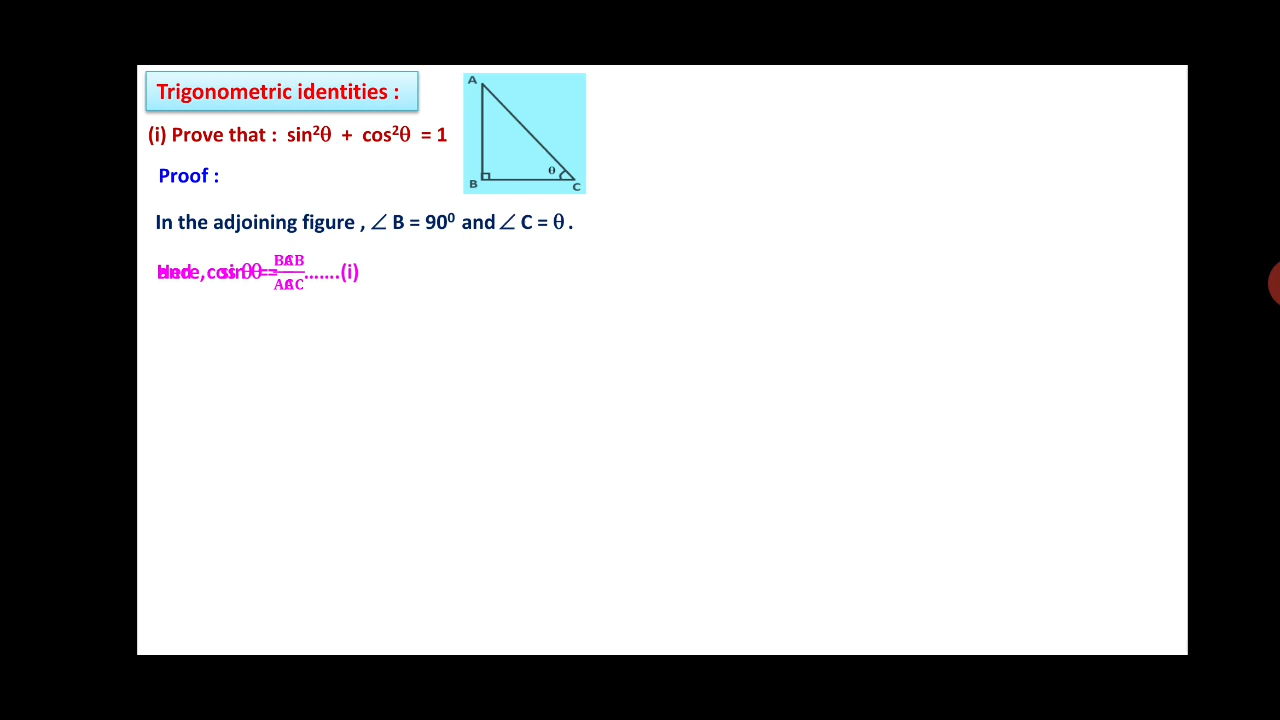 Trigonometric identities :
(i) Prove that : sin²θ + cos²θ = 1
A
B
C
θ
Proof :
In the adjoining figure , ∠ B = 90⁰ and ∠ C = θ .
.......(i)